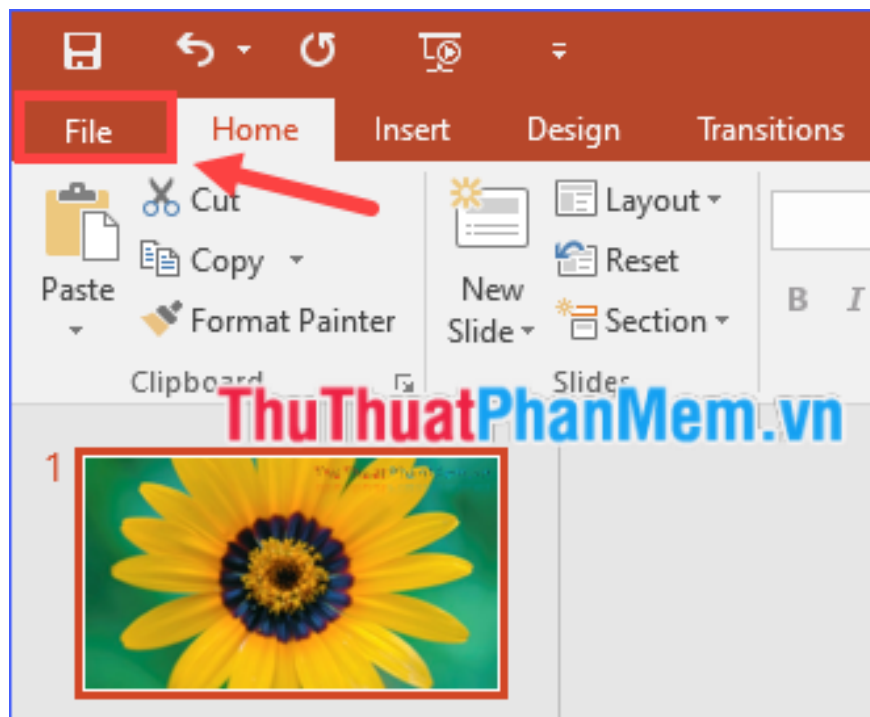 File Home Insert Design Transitions
Cut Layout
Copy Reset
Paste New
Format Painter Slide Section
B I
Clipboard Slides
ThuThuatPhanMem.vn
1